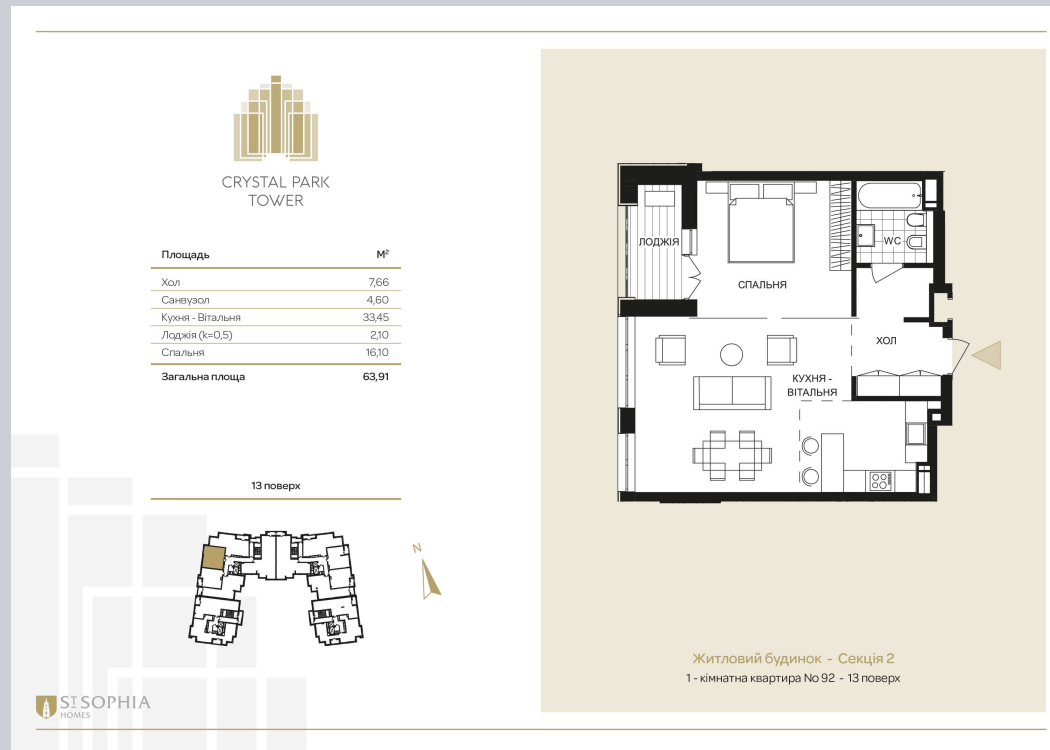 CRYSTAL PARK
TOWER
Площадь М²
Хол 7,66
Санвузол 4,60
Кухня - Вітальня 33,45
Лоджія (k=0,5) 2,10
Спальня 16,10
Загальна площа 63,91
13 поверх
N
ST SOPHIA
HOMES
ЛОДЖІЯ
WC
СПАЛЬНЯ
ХОЛ
КУХНЯ -
ВІТАЛЬНЯ
Житловий будинок - Секція 2
1 - кімнатна квартира No 92 - 13 поверх